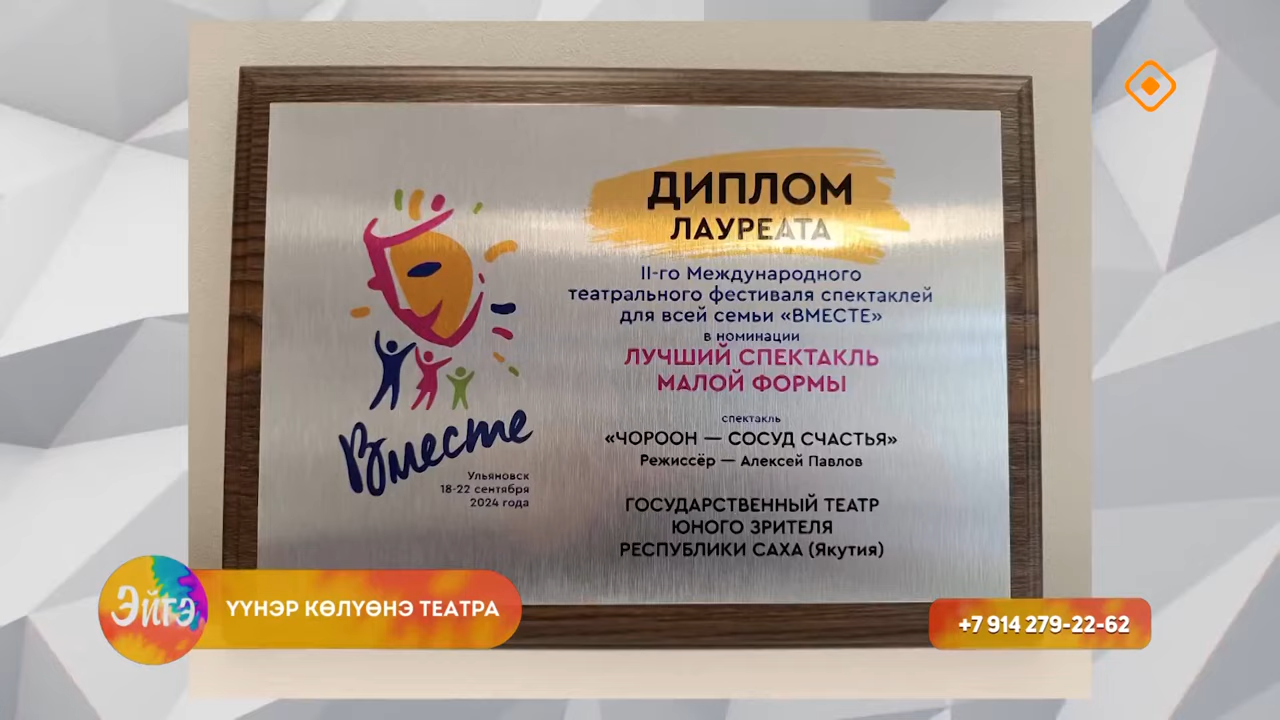 ДИПЛОМ
ЛАУРЕАТА
II-го Международного
театрального фестиваля спектаклей
для всей семьи «ВМЕСТЕ»
в номинации
ЛУЧШИЙ СПЕКТАКЛЬ
МАЛОЙ ФОРМЫ
спектакль
«ЧОРООН — СОСУД СЧАСТЬЯ»
Режиссёр — Алексей Павлов
ГОСУДАРСТВЕННЫЙ ТЕАТР
ЮНОГО ЗРИТЕЛЯ
РЕСПУБЛИКИ САХА (Якутия)
Вместе
Ульяновск
18-22 сентября
2024 года
Эйгэ
ҮҮНЭР КӨЛҮӨНЭ ТЕАТРА
+7 914 279-22-62